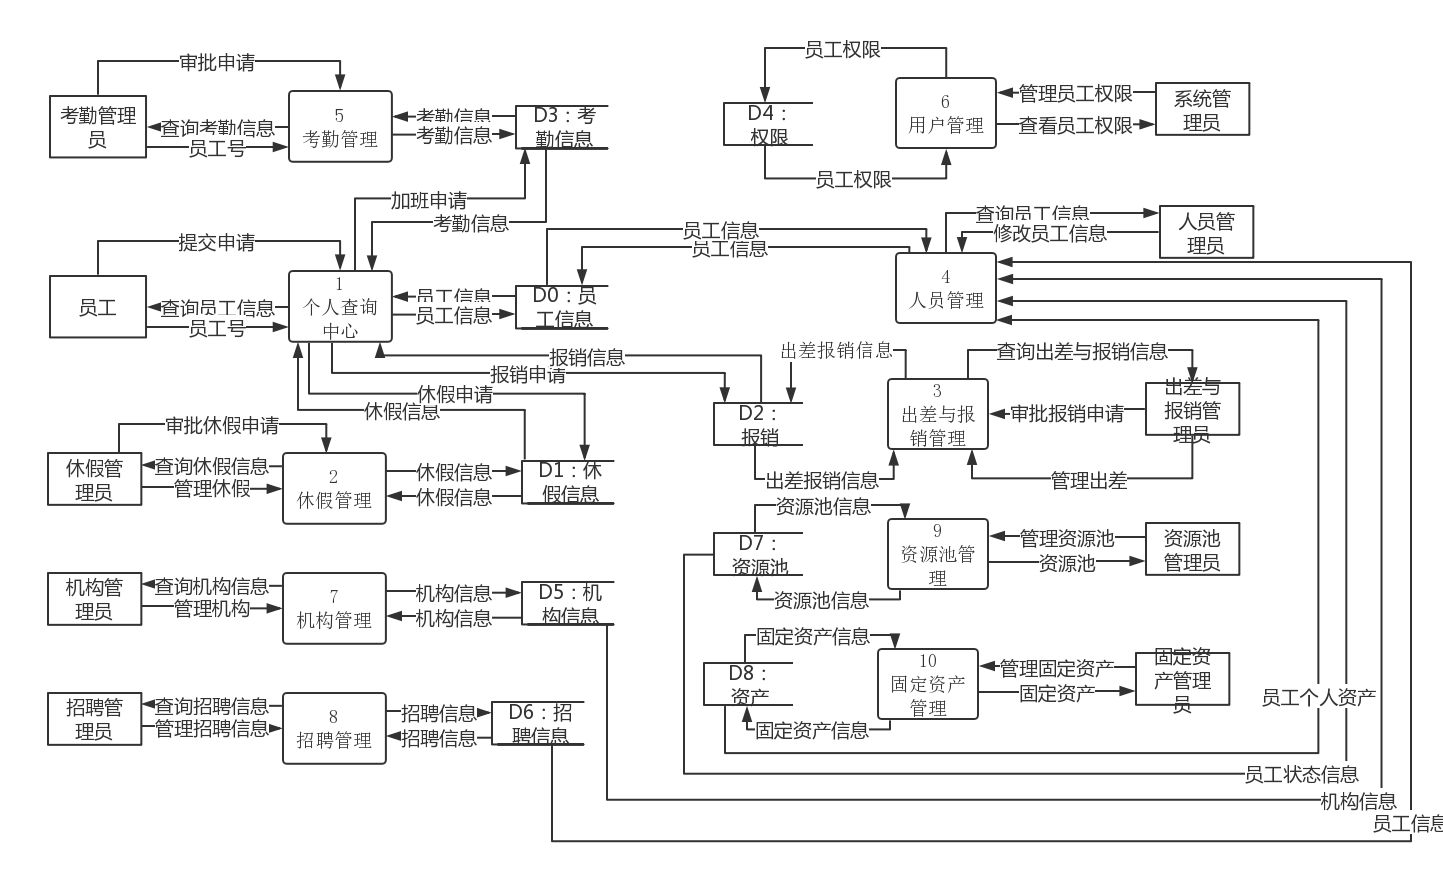 审批申请
考勤管理
员
查询考勤信息
员工号
5
考勤管理
考勤信息
考勤信息
D3：考
勤信息
员工权限
D4：
权限
员工权限
6
用户管理
管理员工权限
查看员工权限
系统管
理员
加班申请
考勤信息
提交申请
员工
查询员工信息
员工号
1
个人查询
中心
员工信息
员工信息
D0：员
工信息
员工信息
员工信息
查询员工信息
修改员工信息
人员管
理员
4
人员管理
报销信息
报销申请
休假申请
休假信息
出差报销信息
D2：
报销
出差报销信息
3
出差与报
销管理
查询出差与报销信息
审批报销申请
管理出差
出差与
报销管
理员
审批休假申请
休假管
理员
查询休假信息
管理休假
2
休假管理
休假信息
休假信息
D1：休
假信息
资源池信息
D7：
资源池
资源池信息
9
资源池管
理
管理资源池
资源池
资源池
管理员
机构管
理员
查询机构信息
管理机构
7
机构管理
机构信息
机构信息
D5：机
构信息
固定资产信息
D8：
资产
固定资产信息
10
固定资产
管理
管理固定资产
固定资产
固定资
产管理
员
招聘管
理员
查询招聘信息
管理招聘信息
8
招聘管理
招聘信息
招聘信息
D6：招
聘信息
员工个人资产
员工状态信息
机构信息
员工信息